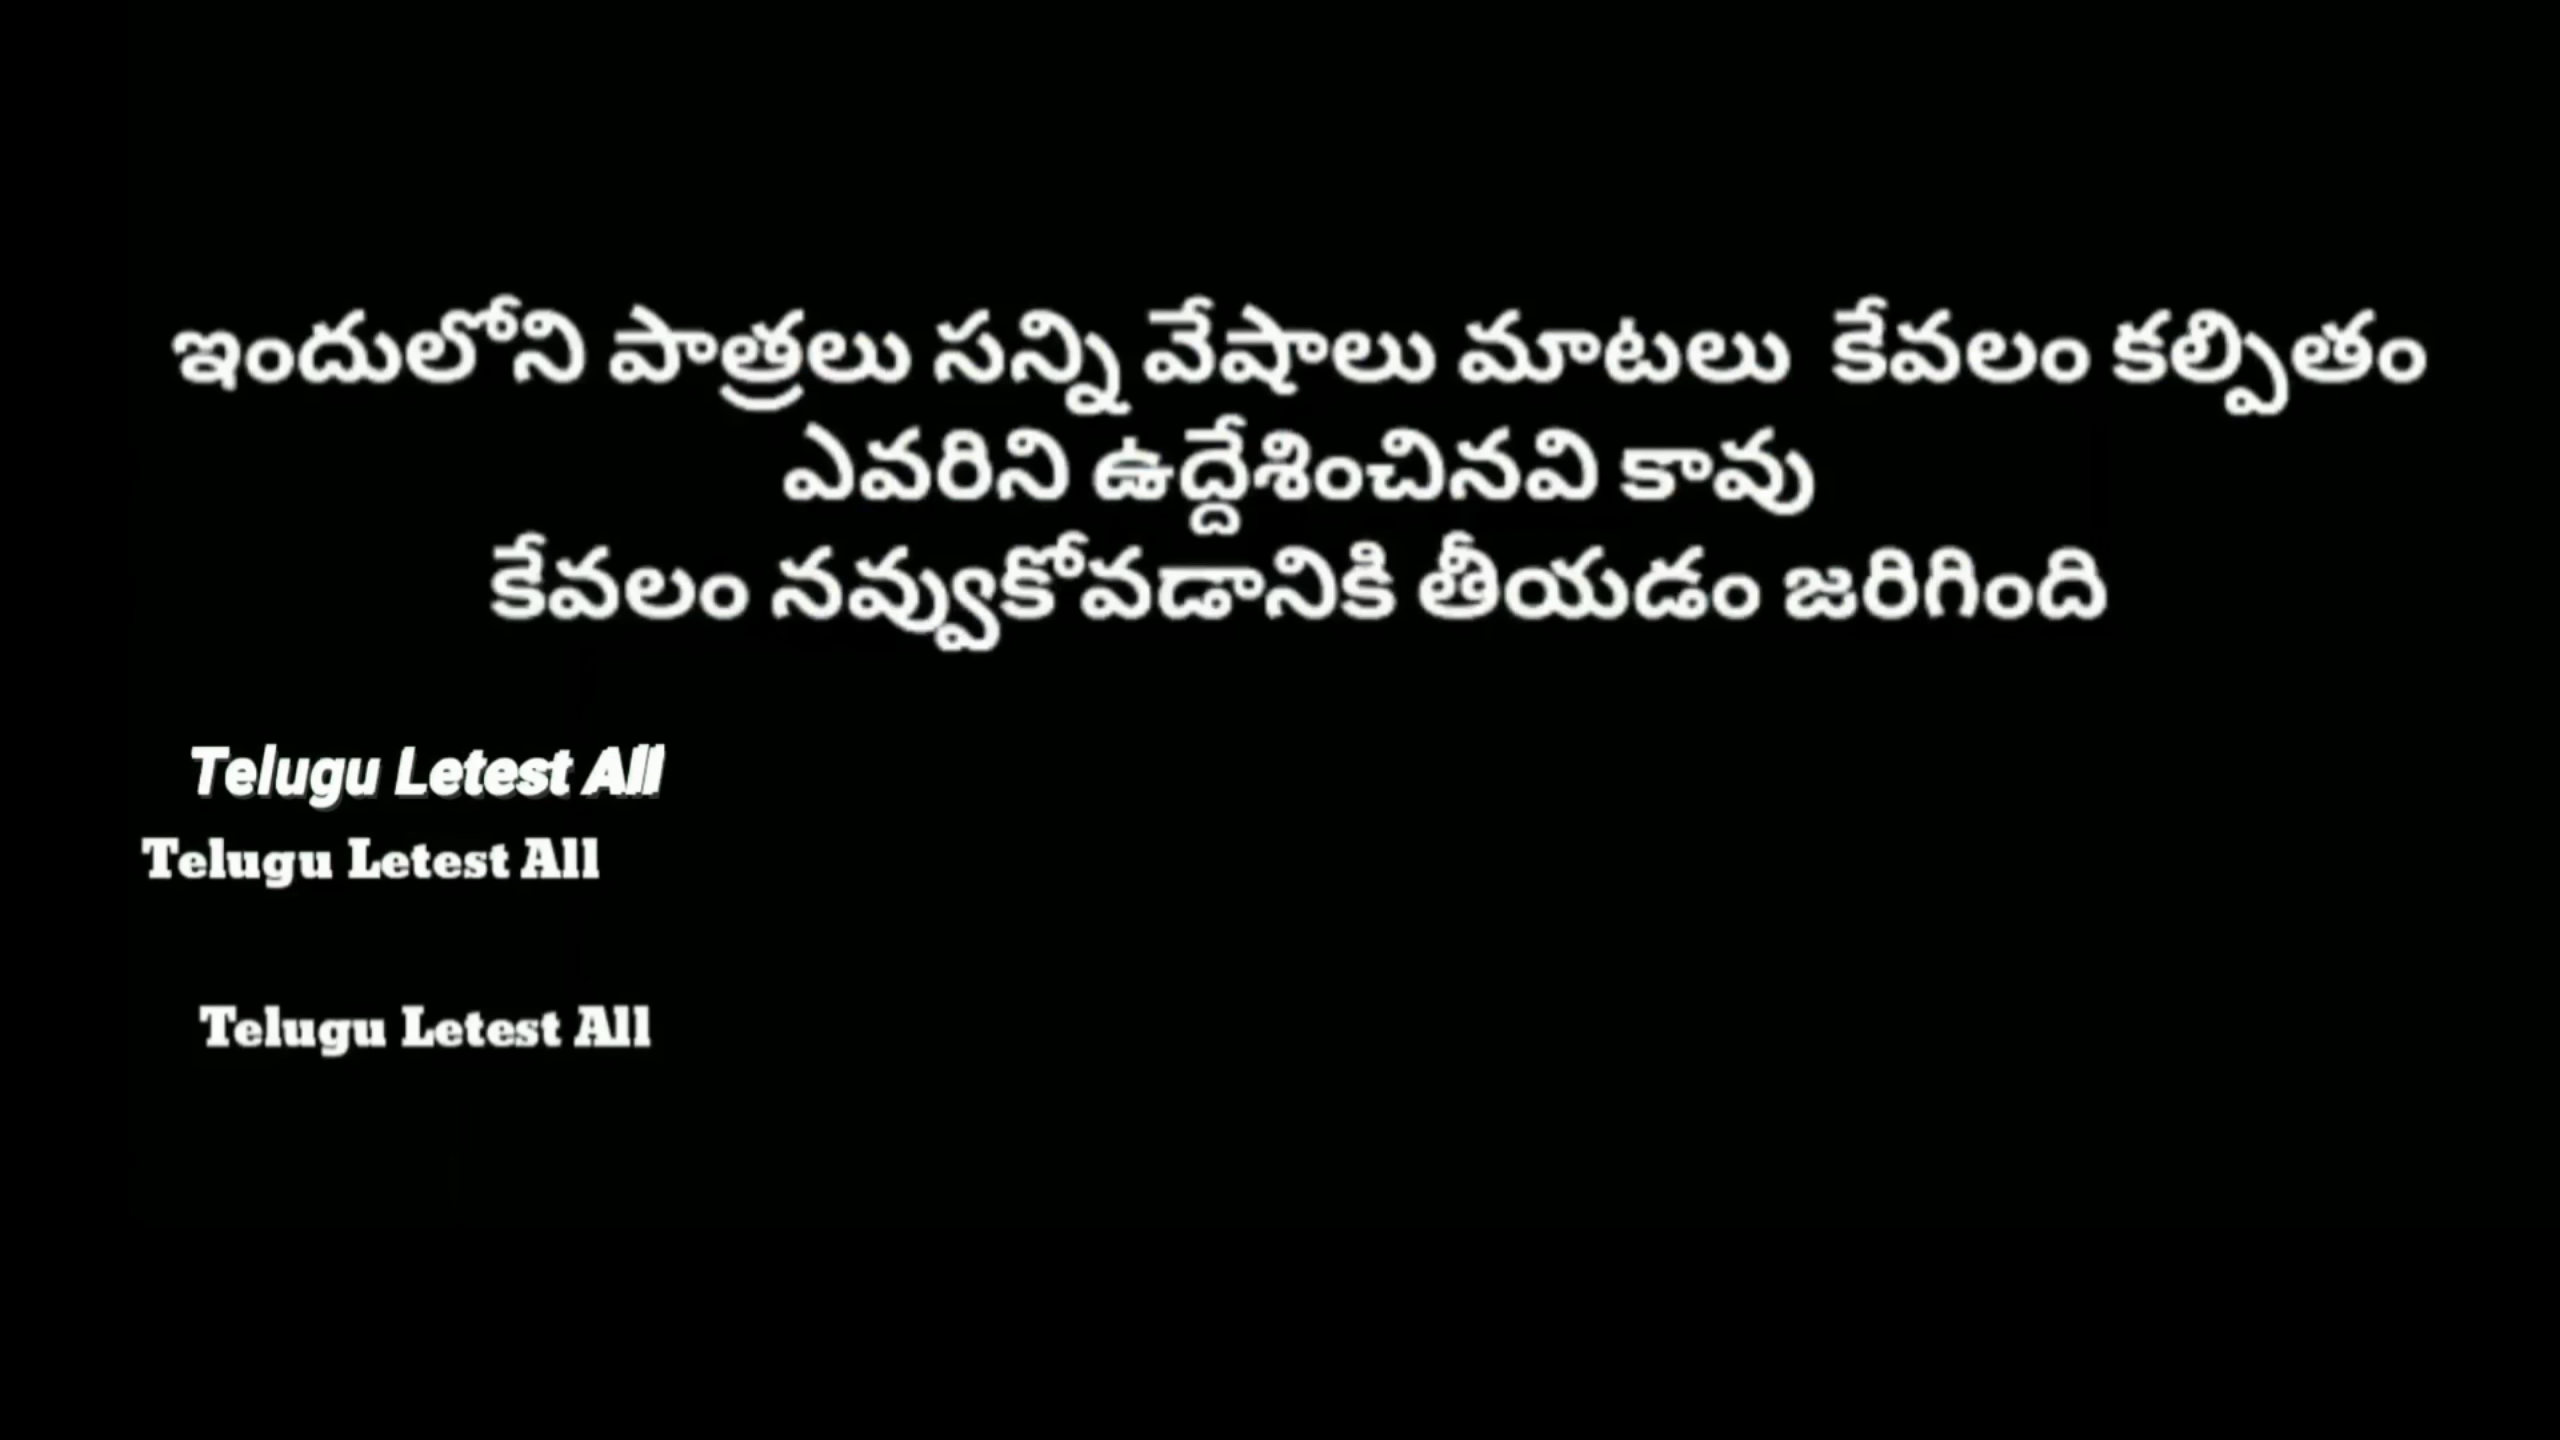 ఇందులోని పాత్రలు సన్ని వేషాలు మాటలు  కేవలం కల్పితం
ఎవరిని ఉద్దేశించినవి కావు
కేవలం నవ్వుకోవడానికి తీయడం జరిగింది
Telugu Letest All
Telugu Letest All
Telugu Letest All